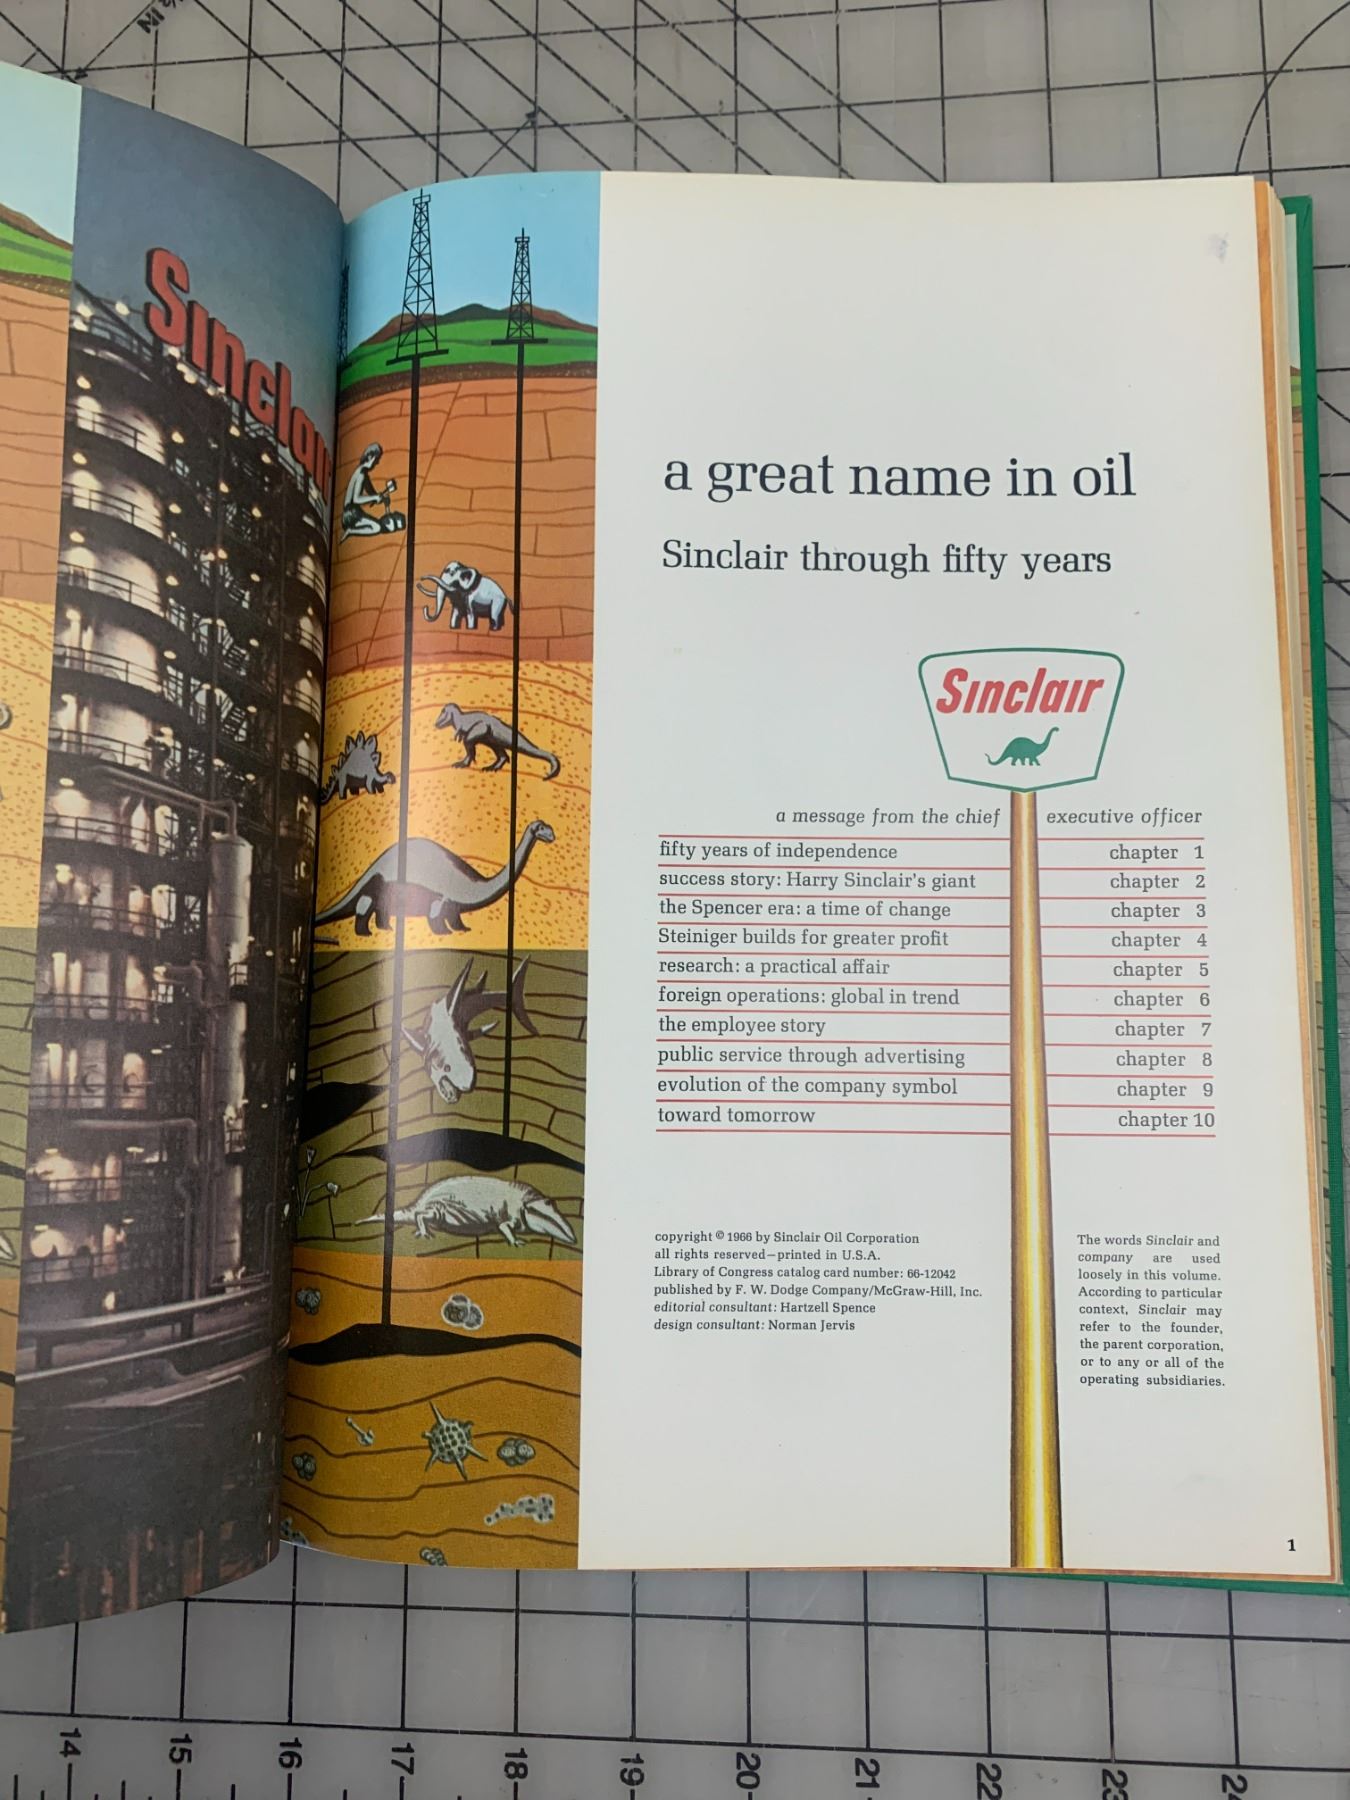 ½ IN
Sinclair
a great name in oil
Sinclair through fifty years
Sinclair
a message from the chief executive officer
fifty years of independence chapter 1
success story: Harry Sinclair's giant chapter 2
the Spencer era: a time of change chapter 3
Steiniger builds for greater profit chapter 4
research: a practical affair chapter 5
foreign operations: global in trend chapter 6
the employee story chapter 7
public service through advertising chapter 8
evolution of the company symbol chapter 9
toward tomorrow chapter 10
copyright © 1966 by Sinclair Oil Corporation
all rights reserved—printed in U.S.A.
Library of Congress catalog card number: 66-12042
published by F. W. Dodge Company/McGraw-Hill, Inc.
editorial consultant: Hartzell Spence
design consultant: Norman Jervis
The words Sinclair and
company are used
loosely in this volume.
According to particular
context, Sinclair may
refer to the founder,
the parent corporation,
or to any or all of the
operating subsidiaries.
1
14 15 16 17 18 19 20 21 22 23 24